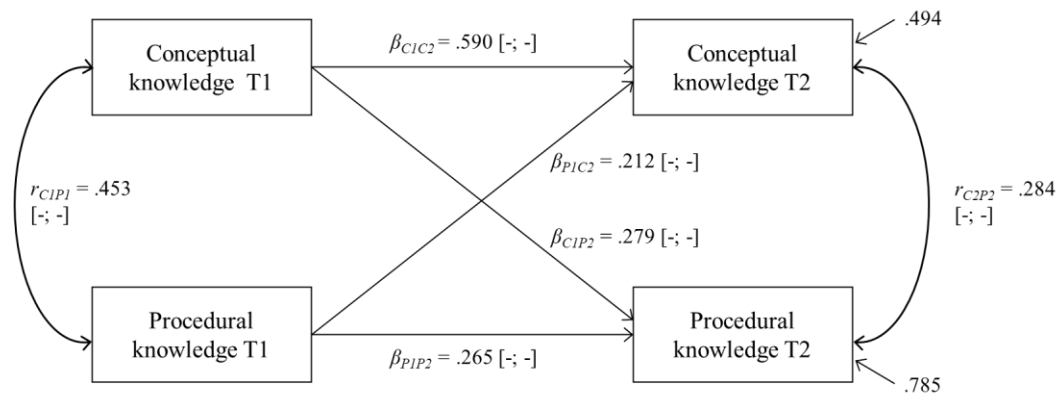 Conceptual
knowledge T1
β_C1C2 = .590 [-; -]
Conceptual
knowledge T2
.494
r_C1P1 = .453
[-; -]
β_P1C2 = .212 [-; -]
β_C1P2 = .279 [-; -]
r_C2P2 = .284
[-; -]
Procedural
knowledge T1
β_P1P2 = .265 [-; -]
Procedural
knowledge T2
.785